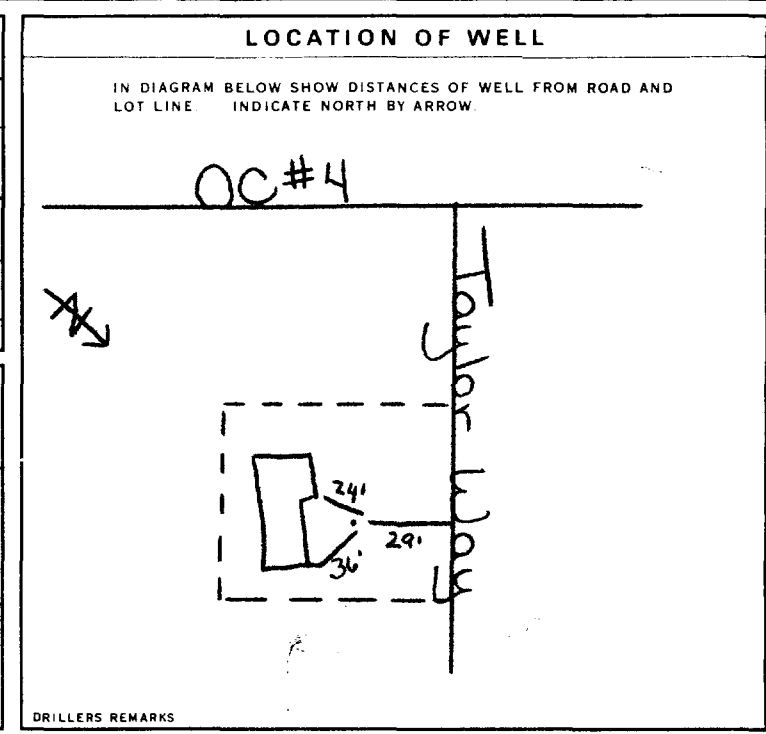 LOCATION OF WELL
IN DIAGRAM BELOW SHOW DISTANCES OF WELL FROM ROAD AND
LOT LINE. INDICATE NORTH BY ARROW.
OC#4
N
Taylor Way
24'
29'
36'
DRILLERS REMARKS